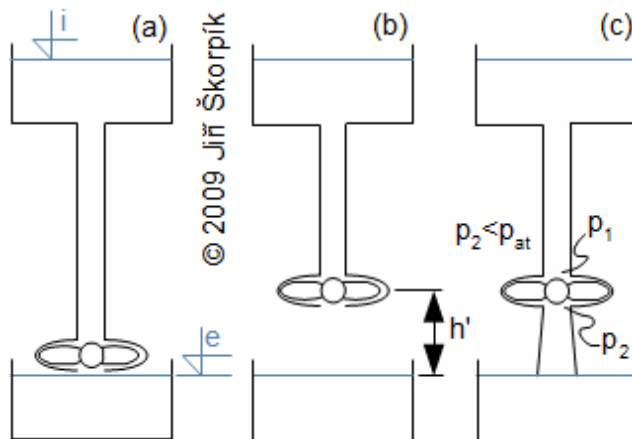 i
(a)
(b)
(c)
© 2009 Jiří Škorpík
p₂<pₐₜ
p₁
h'
e
p₂